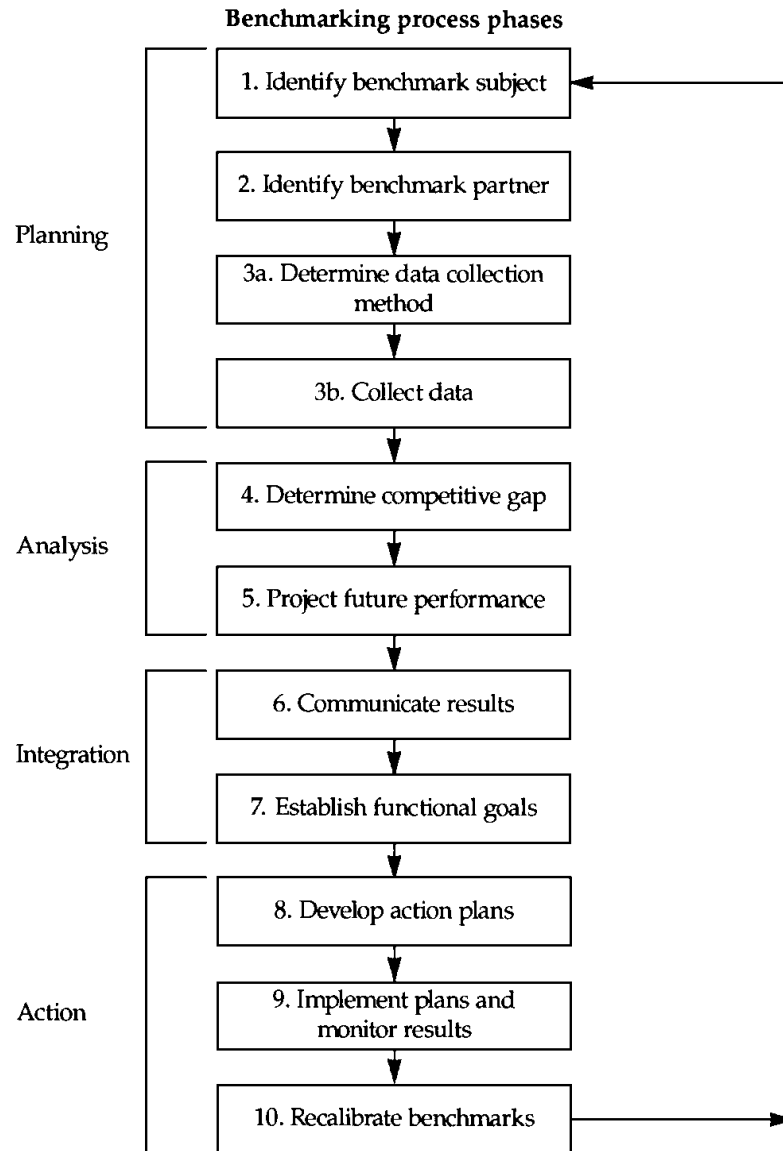 Benchmarking process phases
1. Identify benchmark subject
2. Identify benchmark partner
Planning
3a. Determine data collection
method
3b. Collect data
4. Determine competitive gap
Analysis
5. Project future performance
6. Communicate results
Integration
7. Establish functional goals
8. Develop action plans
Action
9. Implement plans and
monitor results
10. Recalibrate benchmarks